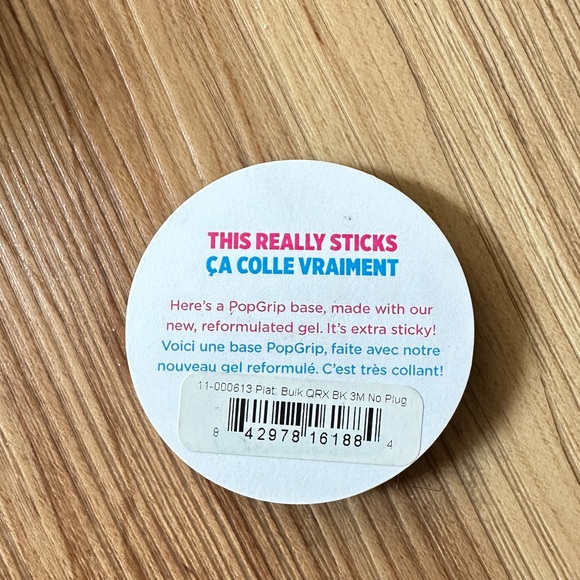 THIS REALLY STICKS
ÇA COLLE VRAIMENT
Here's a PopGrip base, made with our
new, reformulated gel. It's extra sticky!
Voici une base PopGrip, faite avec notre
nouveau gel reformulé. C'est très collant!
11-000613 Plat. Bulk QRX BK 3M No Plug
8 42978 16188 4